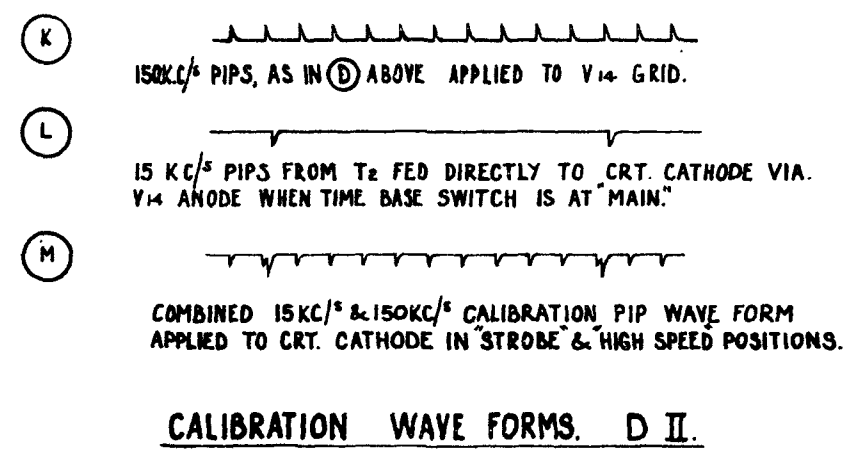 K
150K.C/s PIPS, AS IN (D) ABOVE APPLIED TO V14 GRID.
L
15 KC/s PIPS FROM T2 FED DIRECTLY TO CRT. CATHODE VIA.
V14 ANODE WHEN TIME BASE SWITCH IS AT "MAIN."
M
COMBINED 15KC/s & 150KC/s CALIBRATION PIP WAVE FORM
APPLIED TO CRT. CATHODE IN "STROBE" & "HIGH SPEED" POSITIONS.
CALIBRATION WAVE FORMS. D II.